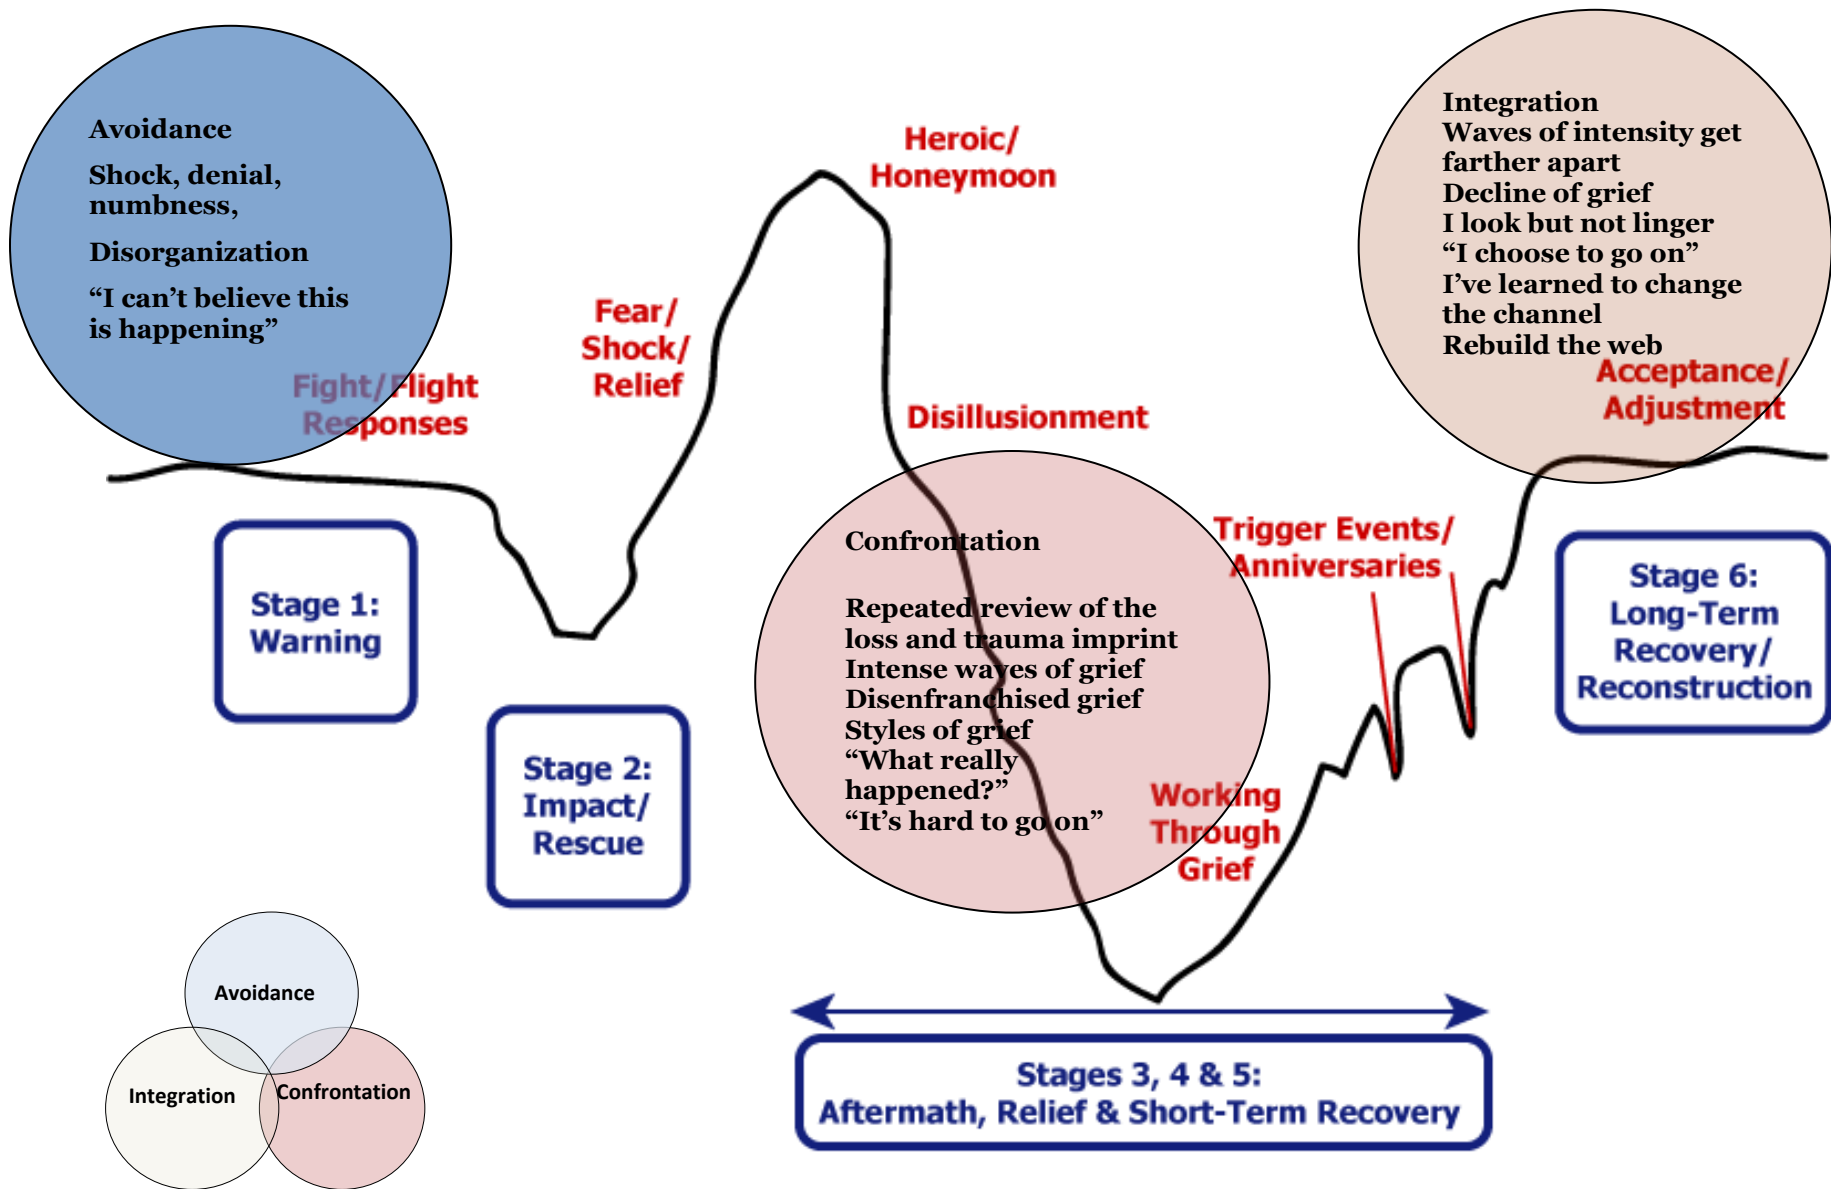 Avoidance
Shock, denial,
numbness,
Disorganization
“I can’t believe this
is happening”
Fight/Flight
Responses
Stage 1:
Warning
Fear/
Shock/
Relief
Stage 2:
Impact/
Rescue
Heroic/
Honeymoon
Disillusionment
Confrontation
Repeated review of the
loss and trauma imprint
Intense waves of grief
Disenfranchised grief
Styles of grief
“What really
happened?”
“It’s hard to go on”
Working
Through
Grief
Trigger Events/
Anniversaries
Integration
Waves of intensity get
farther apart
Decline of grief
I look but not linger
“I choose to go on”
I’ve learned to change
the channel
Rebuild the web
Acceptance/
Adjustment
Stage 6:
Long-Term
Recovery/
Reconstruction
Stages 3, 4 & 5:
Aftermath, Relief & Short-Term Recovery
Avoidance
Integration
Confrontation